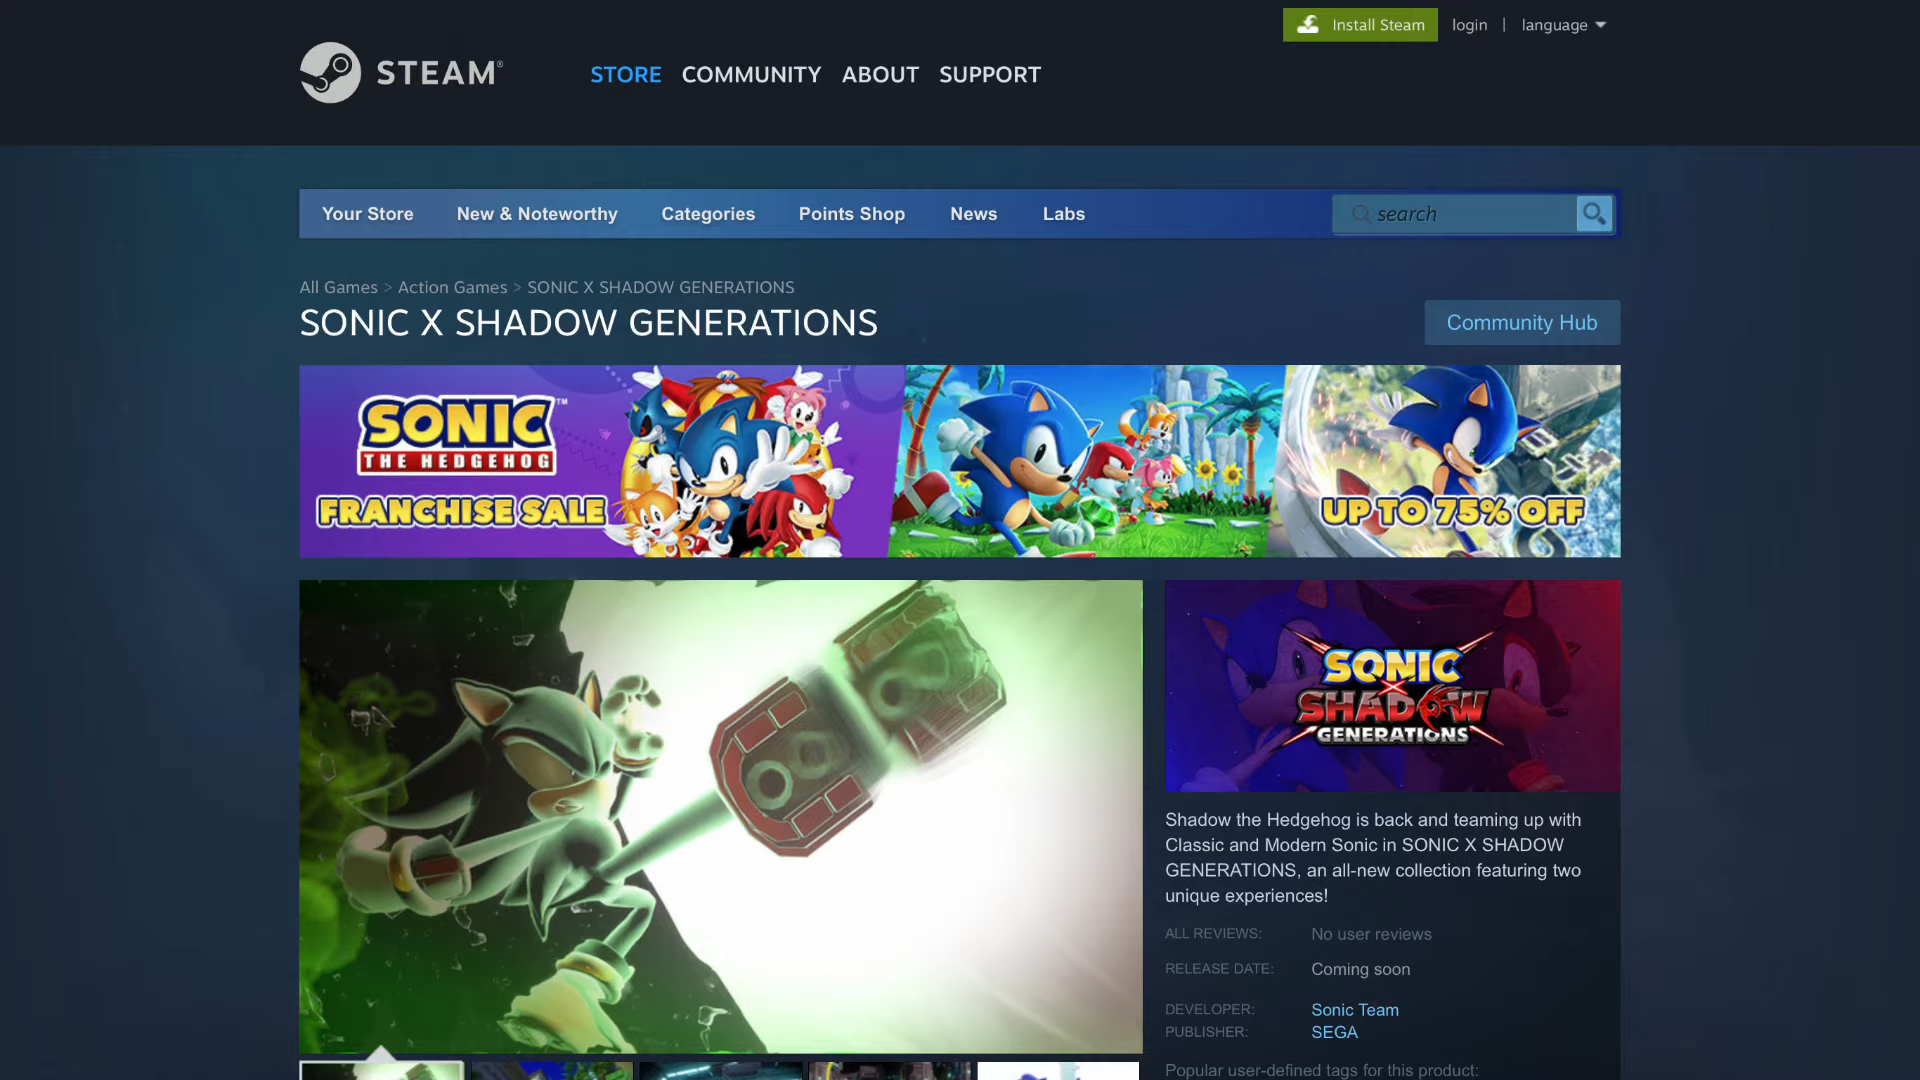 Install Steam
login | language
STEAM®
STORE COMMUNITY ABOUT SUPPORT
Your Store New & Noteworthy Categories Points Shop News Labs search
All Games > Action Games > SONIC X SHADOW GENERATIONS
SONIC X SHADOW GENERATIONS
Community Hub
SONIC™
THE HEDGEHOG
FRANCHISE SALE
UP TO 75% OFF
SONIC
X
SHADOW
GENERATIONS
Shadow the Hedgehog is back and teaming up with
Classic and Modern Sonic in SONIC X SHADOW
GENERATIONS, an all-new collection featuring two
unique experiences!
ALL REVIEWS: No user reviews
RELEASE DATE: Coming soon
DEVELOPER: Sonic Team
PUBLISHER: SEGA
Popular user-defined tags for this product: